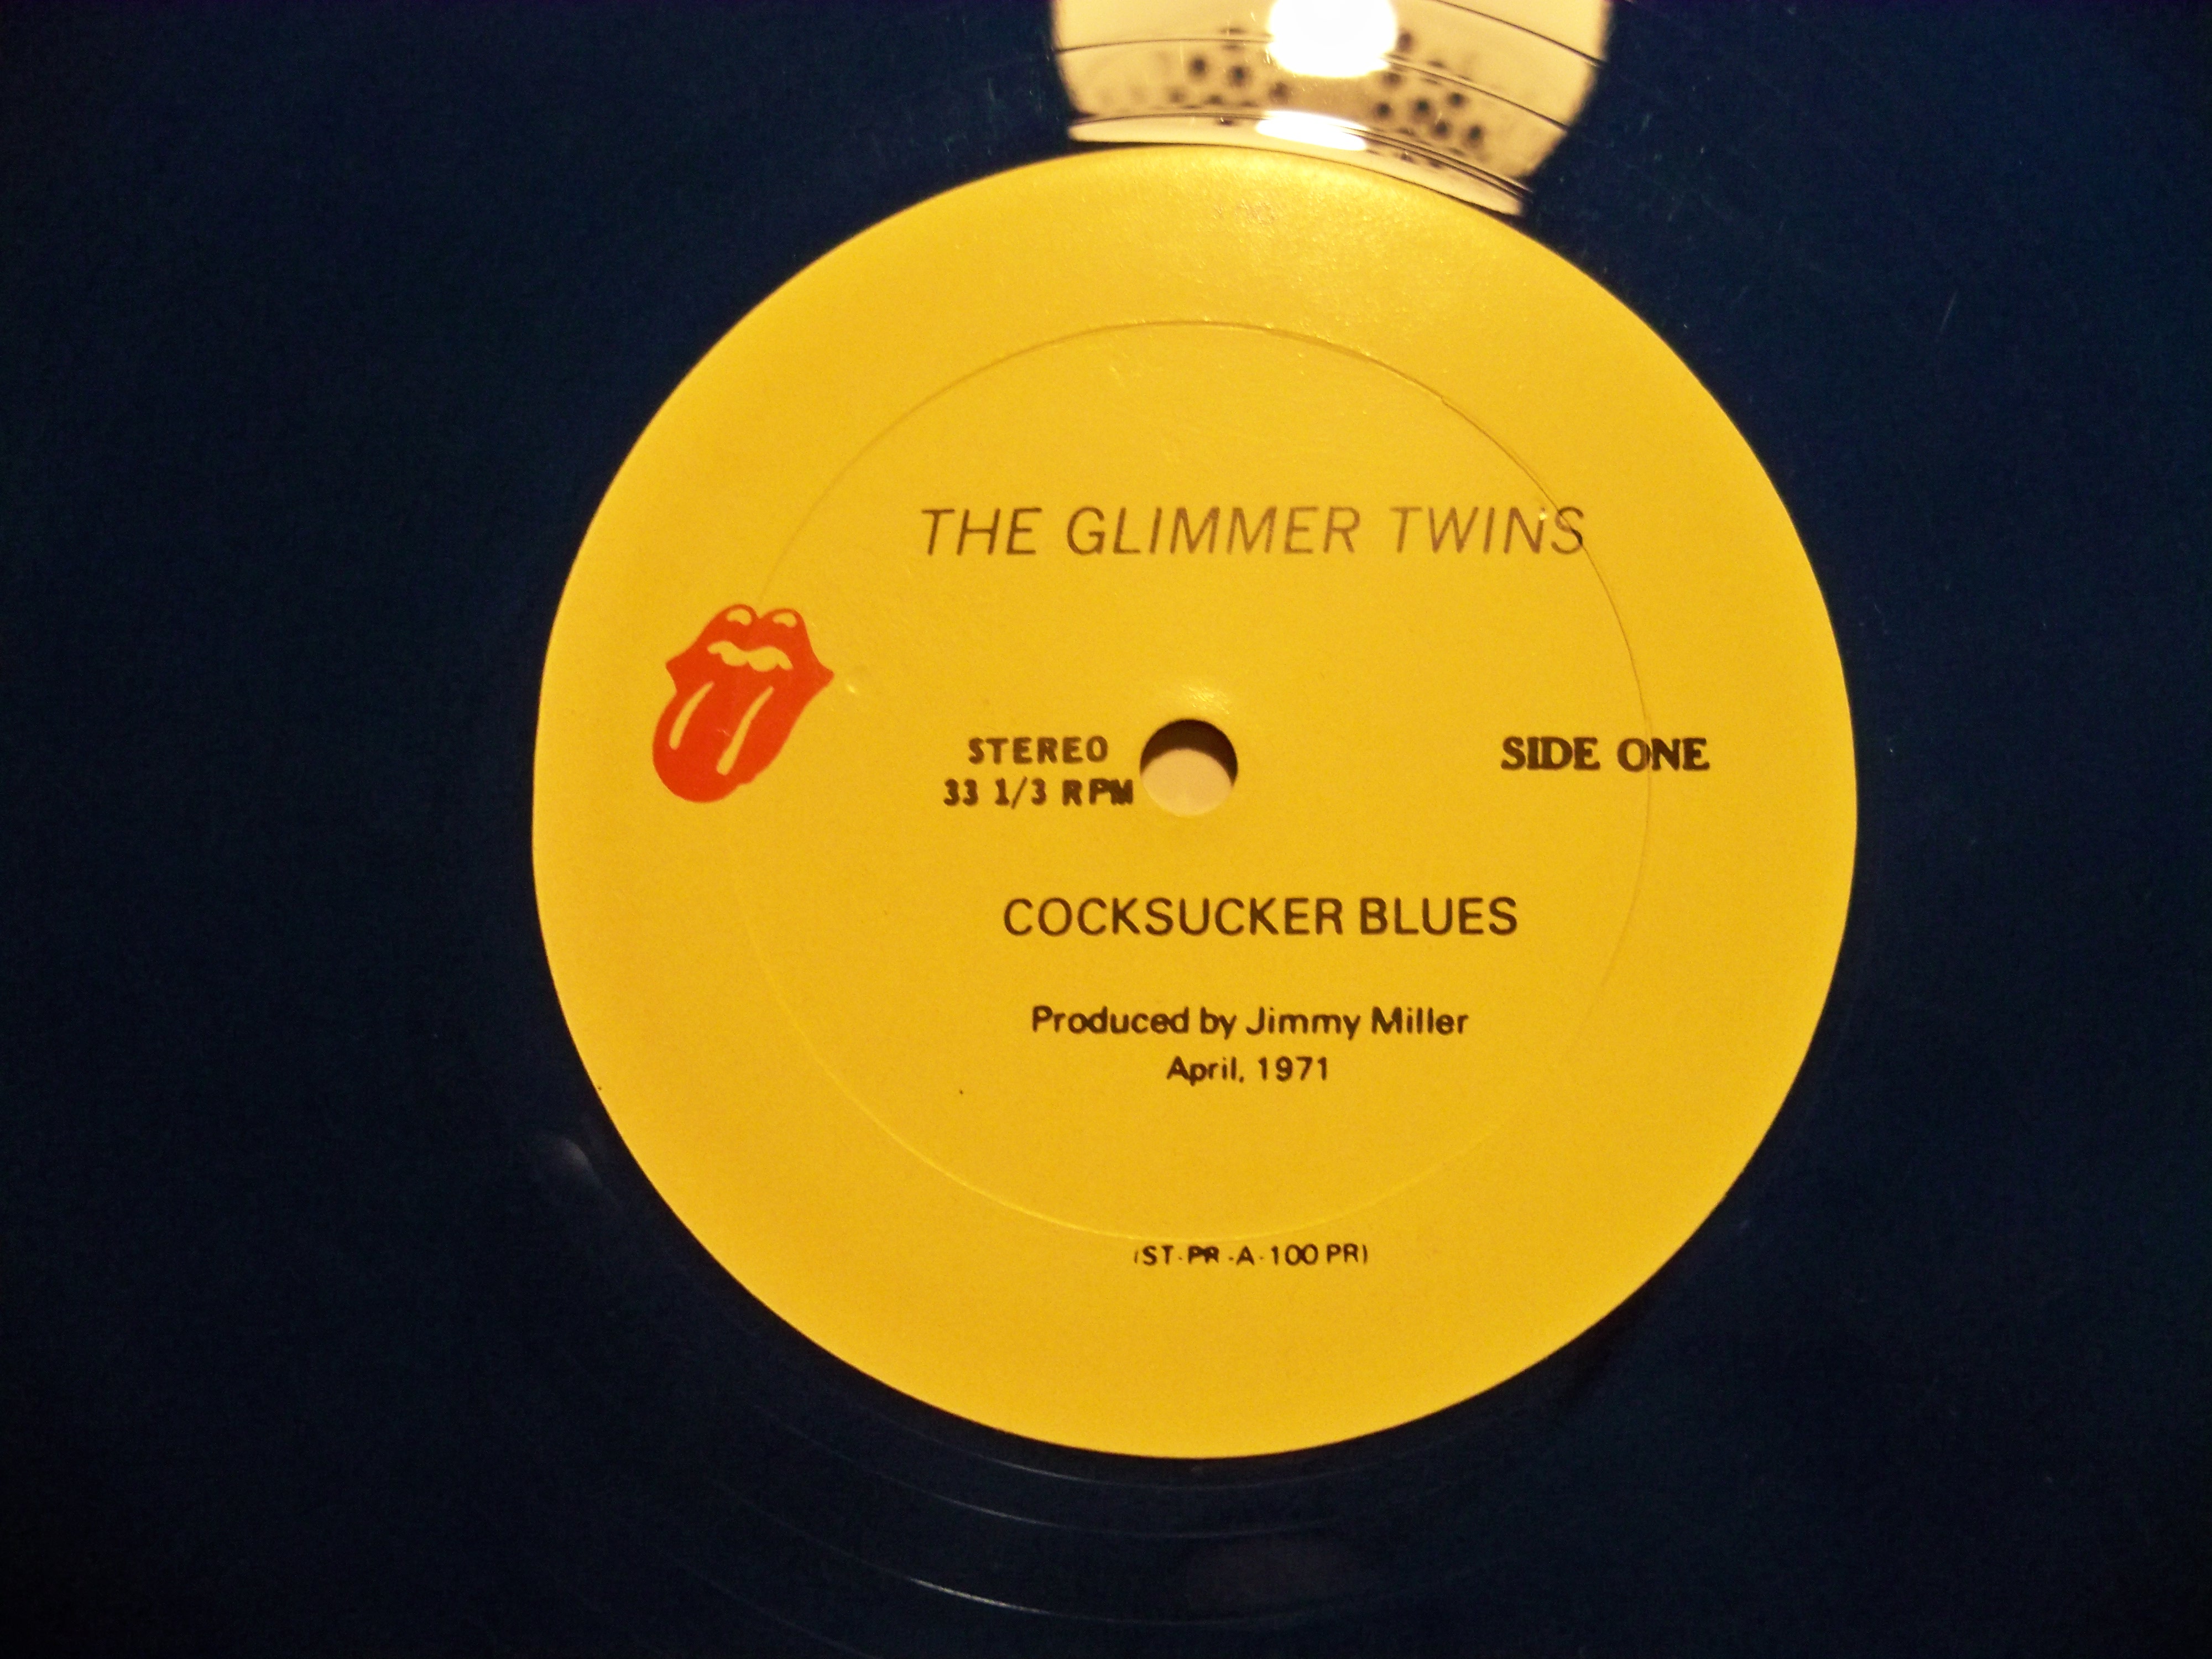 THE GLIMMER TWINS
STEREO
33 1/3 RPM
SIDE ONE
COCKSUCKER BLUES
Produced by Jimmy Miller
April, 1971
(ST-PR-A-100 PR)